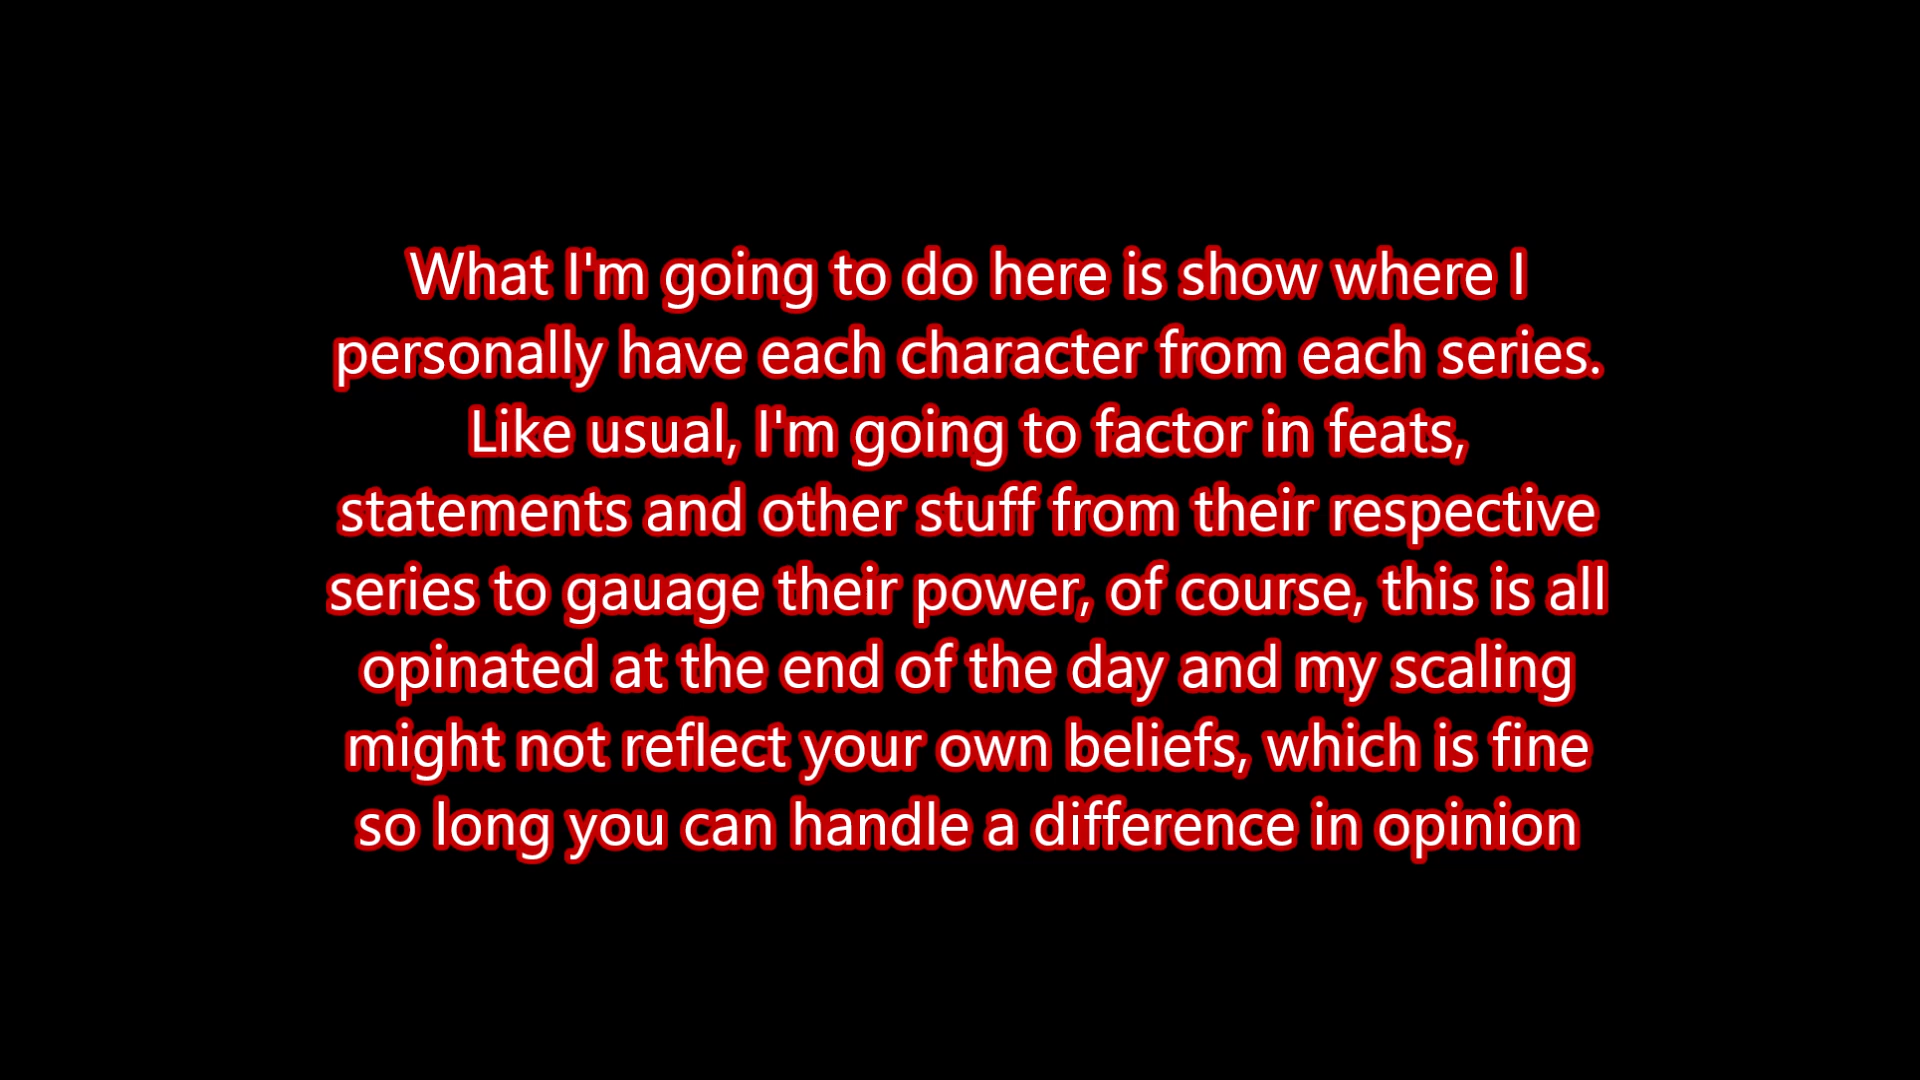 What I'm going to do here is show where I
personally have each character from each series.
Like usual, I'm going to factor in feats,
statements and other stuff from their respective
series to gauage their power, of course, this is all
opinated at the end of the day and my scaling
might not reflect your own beliefs, which is fine
so long you can handle a difference in opinion